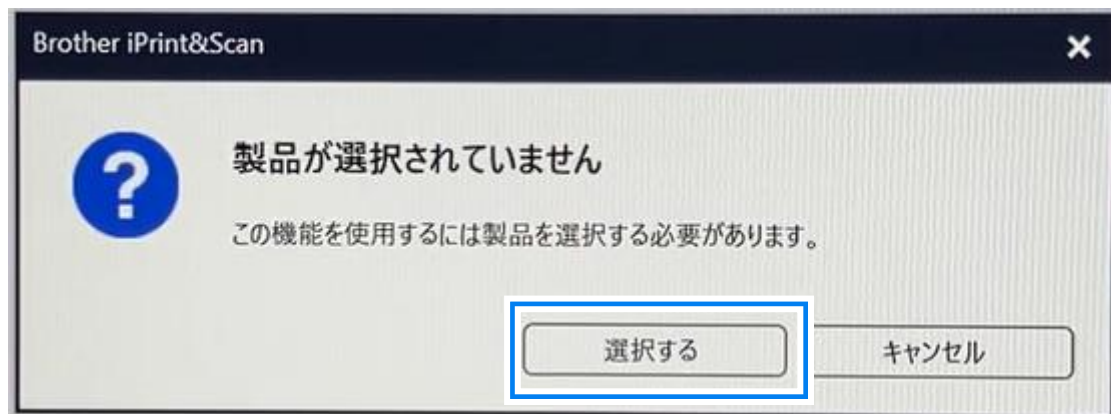 Brother iPrint&Scan
製品が選択されていません
この機能を使用するには製品を選択する必要があります。
選択する
キャンセル